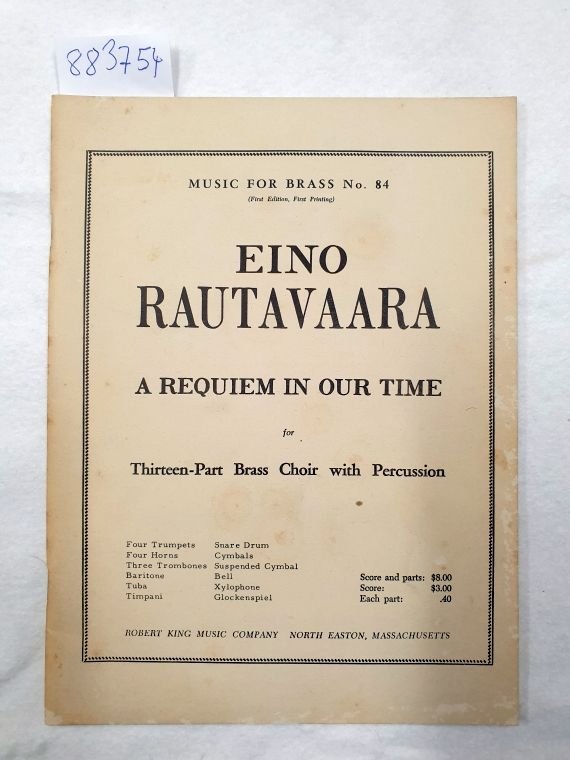 883754
MUSIC FOR BRASS No. 84
(First Edition, First Printing)
EINO
RAUTAVAARA
A REQUIEM IN OUR TIME
for
Thirteen-Part Brass Choir with Percussion
Four Trumpets Snare Drum
Four Horns Cymbals
Three Trombones Suspended Cymbal
Baritone Bell Score and parts: $8.00
Tuba Xylophone Score: $3.00
Timpani Glockenspiel Each part: .40
ROBERT KING MUSIC COMPANY NORTH EASTON, MASSACHUSETTS